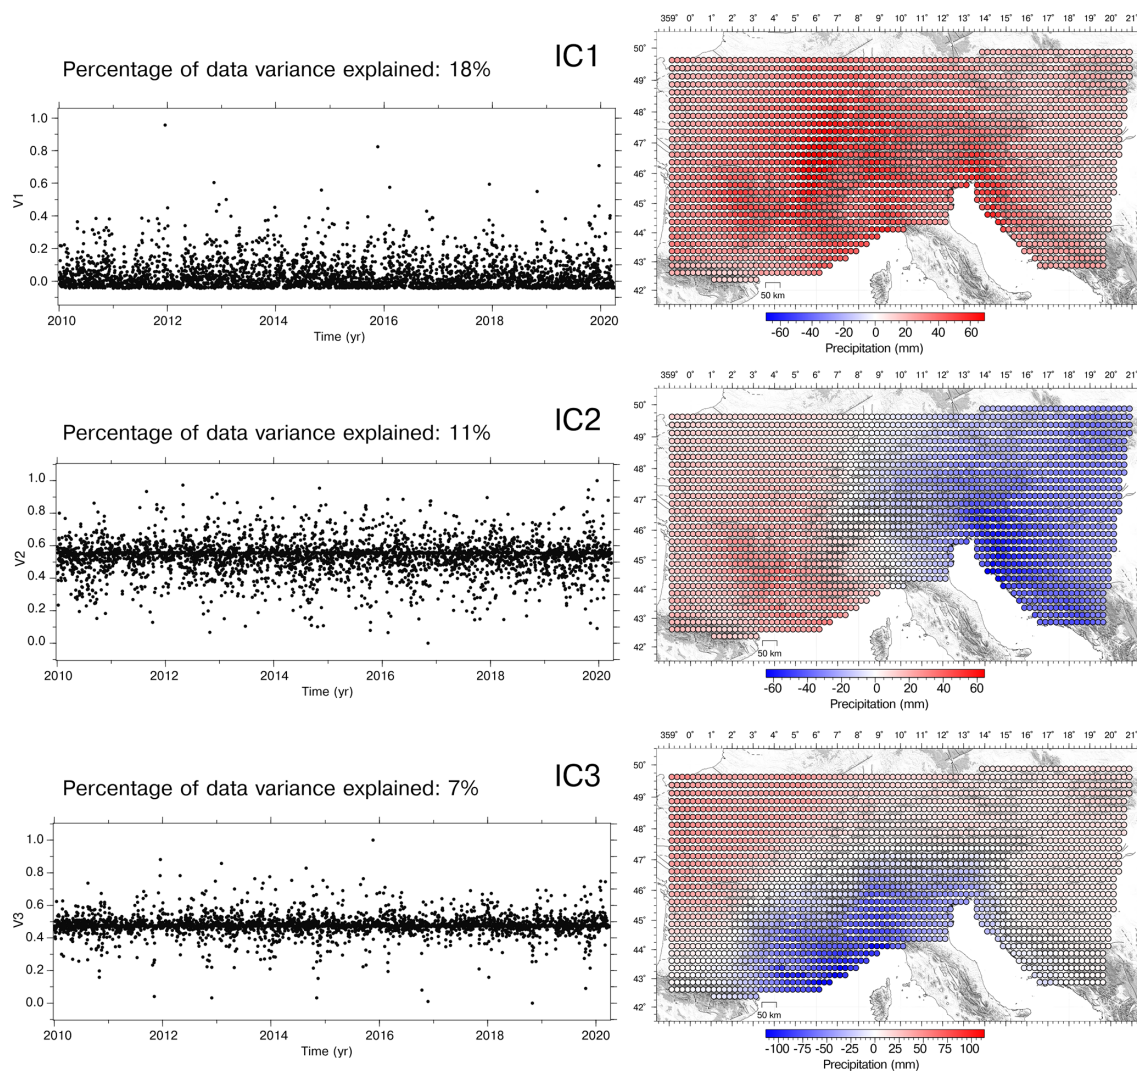 IC1
Percentage of data variance explained: 18%
1.0
0.8
0.6
0.4
0.2
0.0
V1
2010 2012 2014 2016 2018 2020
Time (yr)
359° 0° 1° 2° 3° 4° 5° 6° 7° 8° 9° 10° 11° 12° 13° 14° 15° 16° 17° 18° 19° 20° 21°
50°
49°
48°
47°
46°
45°
44°
43°
42°
50 km
-60 -40 -20 0 20 40 60
Precipitation (mm)
IC2
Percentage of data variance explained: 11%
1.0
0.8
0.6
0.4
0.2
0.0
V2
2010 2012 2014 2016 2018 2020
Time (yr)
359° 0° 1° 2° 3° 4° 5° 6° 7° 8° 9° 10° 11° 12° 13° 14° 15° 16° 17° 18° 19° 20° 21°
50°
49°
48°
47°
46°
45°
44°
43°
42°
50 km
-60 -40 -20 0 20 40 60
Precipitation (mm)
IC3
Percentage of data variance explained: 7%
1.0
0.8
0.6
0.4
0.2
0.0
V3
2010 2012 2014 2016 2018 2020
Time (yr)
359° 0° 1° 2° 3° 4° 5° 6° 7° 8° 9° 10° 11° 12° 13° 14° 15° 16° 17° 18° 19° 20° 21°
50°
49°
48°
47°
46°
45°
44°
43°
42°
50 km
-100 -75 -50 -25 0 25 50 75 100
Precipitation (mm)